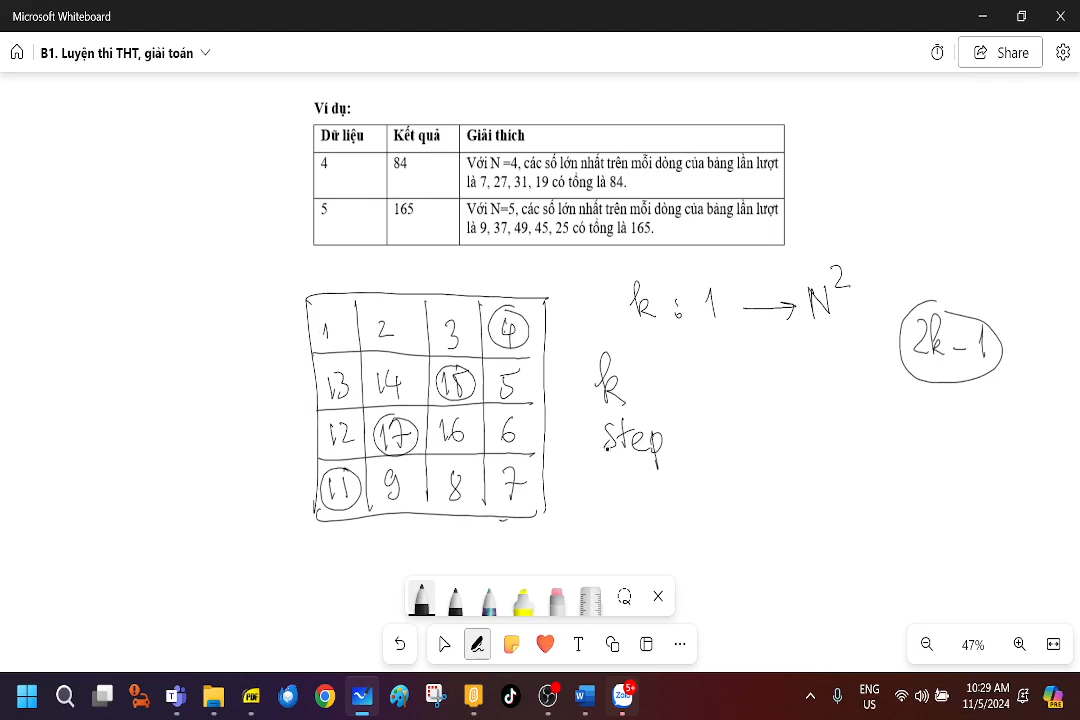 Microsoft Whiteboard
B1. Luyện thi THT, giải toán
Share
Ví dụ:
Dữ liệu Kết quả Giải thích
4 84 Với N =4, các số lớn nhất trên mỗi dòng của bảng lần lượt
là 7, 27, 31, 19 có tổng là 84.
5 165 Với N=5, các số lớn nhất trên mỗi dòng của bảng lần lượt
là 9, 37, 49, 45, 25 có tổng là 165.
k : 1 → N²
2k - 1
1 2 3 4
13 14 15 5
k
12 17 16 6
step
11 9 8 7
47%
ENG
US
10:29 AM
11/5/2024
PDF
Zalo
5+
PRE